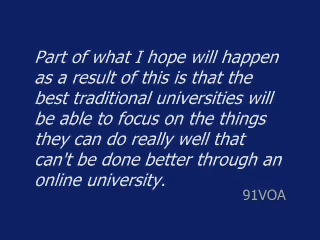 Part of what I hope will happen
as a result of this is that the
best traditional universities will
be able to focus on the things
they can do really well that
can't be done better through an
online university.
91VOA